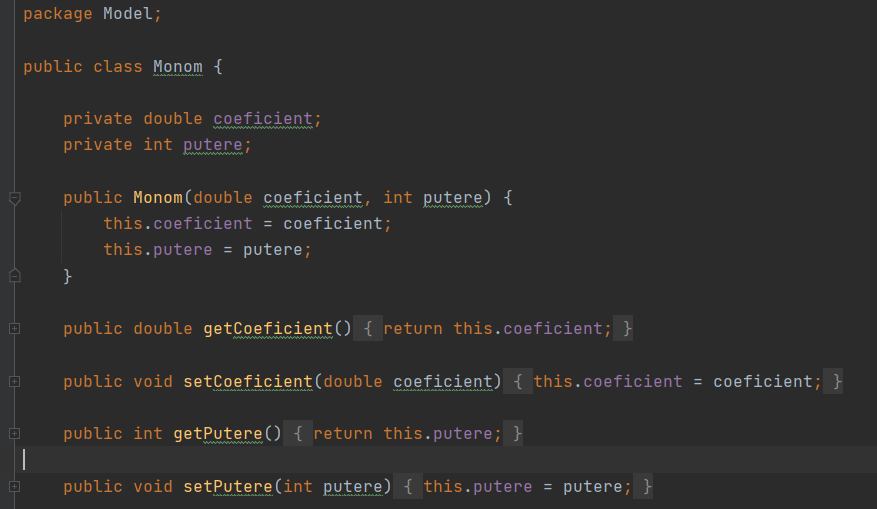 package Model;
public class Monom {
private double coeficient;
private int putere;
public Monom(double coeficient, int putere) {
this.coeficient = coeficient;
this.putere = putere;
}
public double getCoeficient() { return this.coeficient; }
public void setCoeficient(double coeficient) { this.coeficient = coeficient; }
public int getPutere() { return this.putere; }
public void setPutere(int putere) { this.putere = putere; }